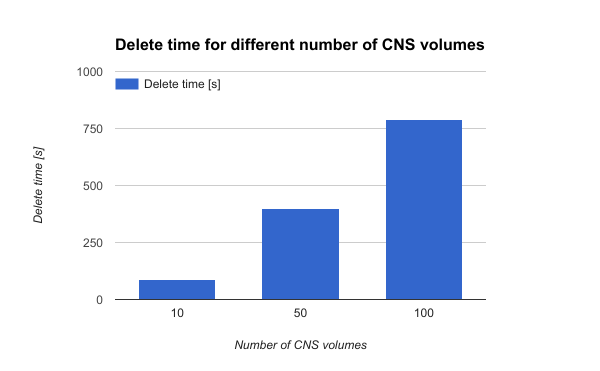 Delete time for different number of CNS volumes
1000
Delete time [s]
750
500
250
0
Delete time [s]
10 50 100
Number of CNS volumes